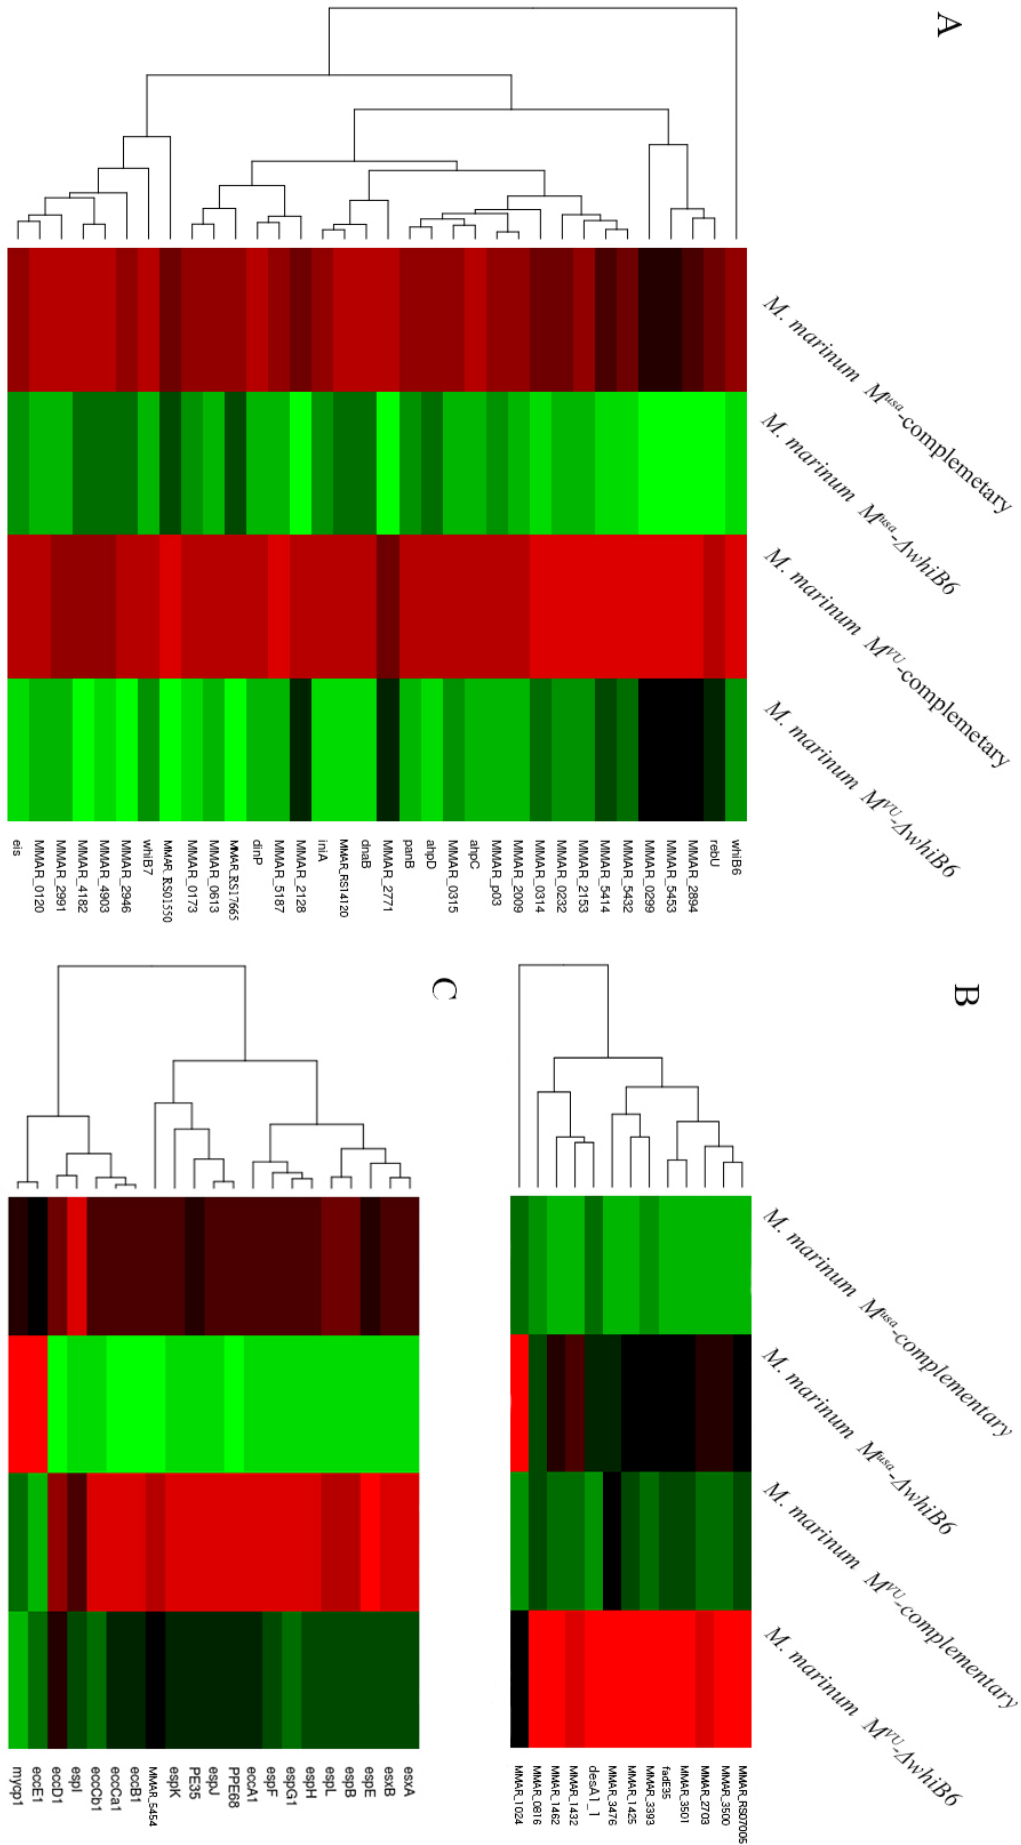 A
M. marinum M^usa-complemetary
M. marinum M^usa-ΔwhiB6
M. marinum M^VU-complemetary
M. marinum M^VU-ΔwhiB6
whiB6
rebU
MMAR_2894
MMAR_5453
MMAR_0299
MMAR_5432
MMAR_5414
MMAR_2153
MMAR_0232
MMAR_0314
MMAR_2009
MMAR_p03
ahpC
MMAR_0315
ahpD
panB
MMAR_2771
dnaB
MMAR_RS14120
iniA
MMAR_2128
MMAR_5187
dinP
MMAR_RS17665
MMAR_0613
MMAR_0173
MMAR_RS01550
whiB7
MMAR_2946
MMAR_4903
MMAR_4182
MMAR_2991
MMAR_0120
eis
B
M. marinum M^usa-complementary
M. marinum M^usa-ΔwhiB6
M. marinum M^VU-complementary
M. marinum M^VU-ΔwhiB6
MMAR_RS07005
MMAR_3500
MMAR_2703
MMAR_3501
fadE35
MMAR_3393
MMAR_1425
MMAR_3476
desA1_1
MMAR_1432
MMAR_1462
MMAR_0816
MMAR_1024
C
esxA
esxB
espE
espB
espL
espH
espG1
espF
eccA1
PPE68
espJ
PE35
espK
MMAR_5454
eccB1
eccCa1
eccCb1
espI
eccD1
eccE1
mycp1